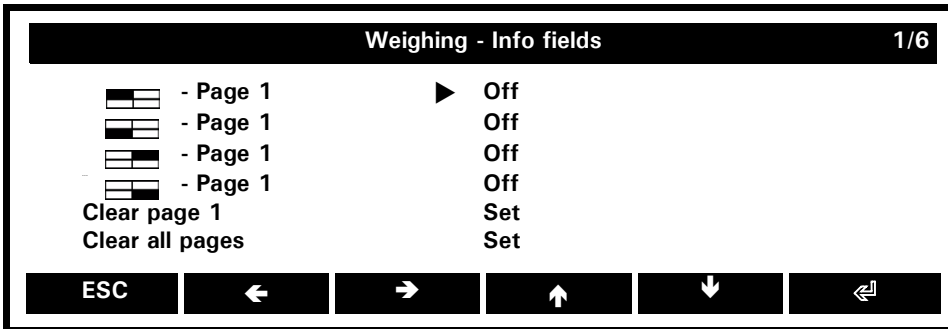 Weighing - Info fields 1/6
- Page 1 ▶ Off
- Page 1 Off
- Page 1 Off
- Page 1 Off
Clear page 1 Set
Clear all pages Set
ESC ← → ↑ ↓ ↵